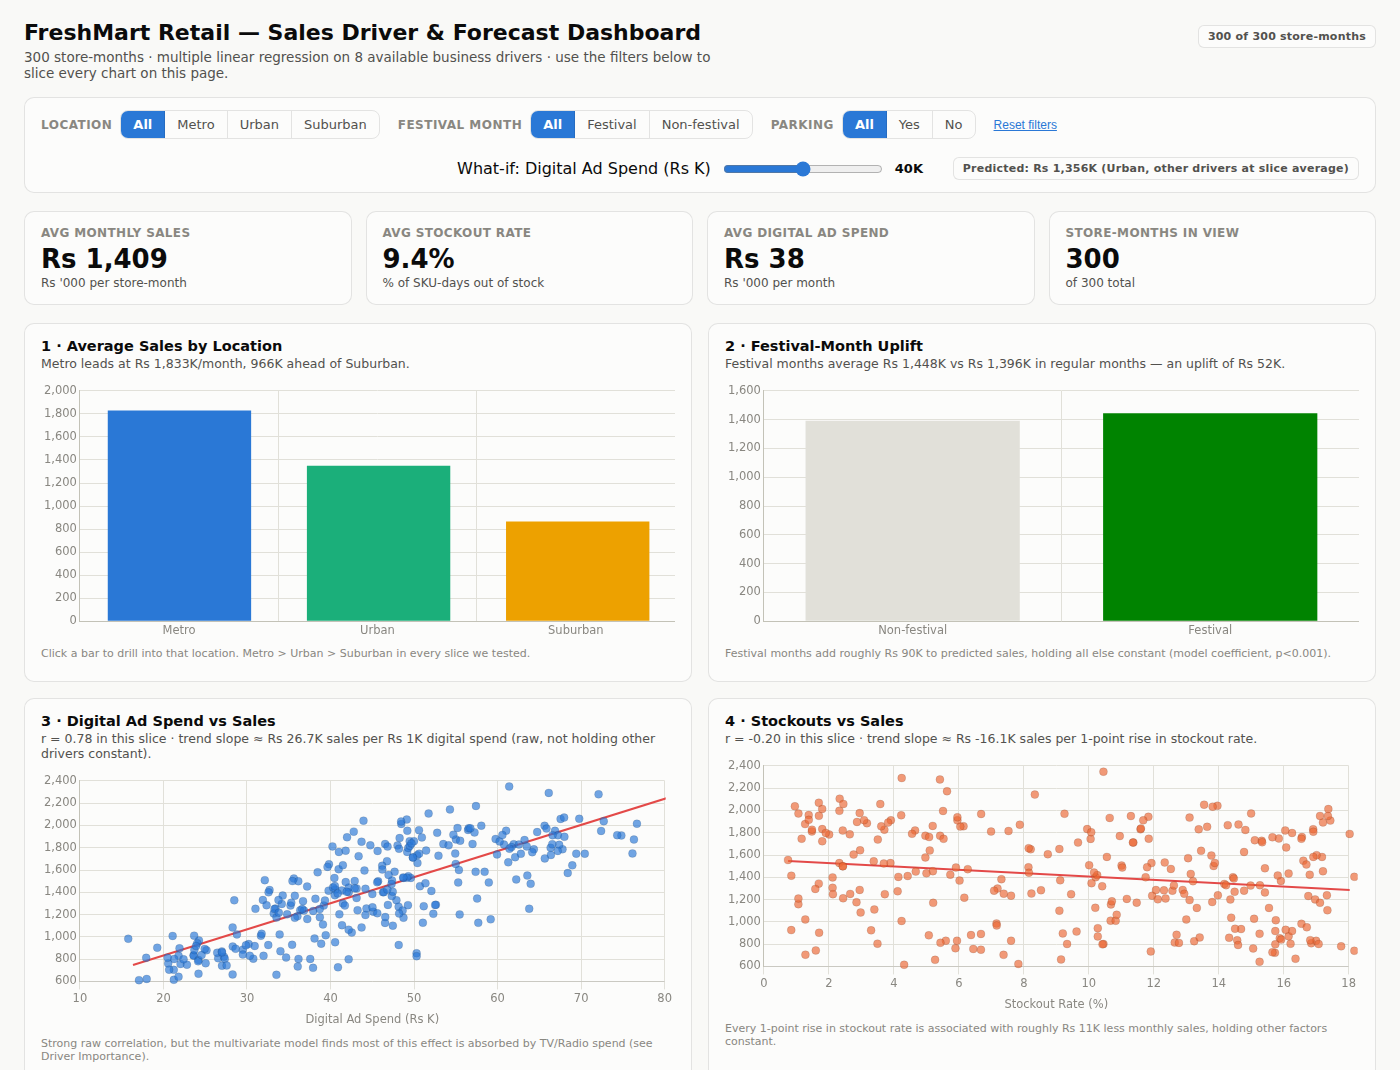 FreshMart Retail — Sales Driver & Forecast Dashboard
300 store-months · multiple linear regression on 8 available business drivers · use the filters below to
slice every chart on this page.
300 of 300 store-months
LOCATION All Metro Urban Suburban FESTIVAL MONTH All Festival Non-festival PARKING All Yes No Reset filters
What-if: Digital Ad Spend (Rs K) 40K Predicted: Rs 1,356K (Urban, other drivers at slice average)
AVG MONTHLY SALES
Rs 1,409
Rs '000 per store-month
AVG STOCKOUT RATE
9.4%
% of SKU-days out of stock
AVG DIGITAL AD SPEND
Rs 38
Rs '000 per month
STORE-MONTHS IN VIEW
300
of 300 total
1 · Average Sales by Location
Metro leads at Rs 1,833K/month, 966K ahead of Suburban.
2,000
1,800
1,600
1,400
1,200
1,000
800
600
400
200
0
Metro Urban Suburban
Click a bar to drill into that location. Metro > Urban > Suburban in every slice we tested.
2 · Festival-Month Uplift
Festival months average Rs 1,448K vs Rs 1,396K in regular months — an uplift of Rs 52K.
1,600
1,400
1,200
1,000
800
600
400
200
0
Non-festival Festival
Festival months add roughly Rs 90K to predicted sales, holding all else constant (model coefficient, p<0.001).
3 · Digital Ad Spend vs Sales
r = 0.78 in this slice · trend slope ≈ Rs 26.7K sales per Rs 1K digital spend (raw, not holding other
drivers constant).
2,400
2,200
2,000
1,800
1,600
1,400
1,200
1,000
800
600
10 20 30 40 50 60 70 80
Digital Ad Spend (Rs K)
Strong raw correlation, but the multivariate model finds most of this effect is absorbed by TV/Radio spend (see
Driver Importance).
4 · Stockouts vs Sales
r = -0.20 in this slice · trend slope ≈ Rs -16.1K sales per 1-point rise in stockout rate.
2,400
2,200
2,000
1,800
1,600
1,400
1,200
1,000
800
600
0 2 4 6 8 10 12 14 16 18
Stockout Rate (%)
Every 1-point rise in stockout rate is associated with roughly Rs 11K less monthly sales, holding other factors
constant.